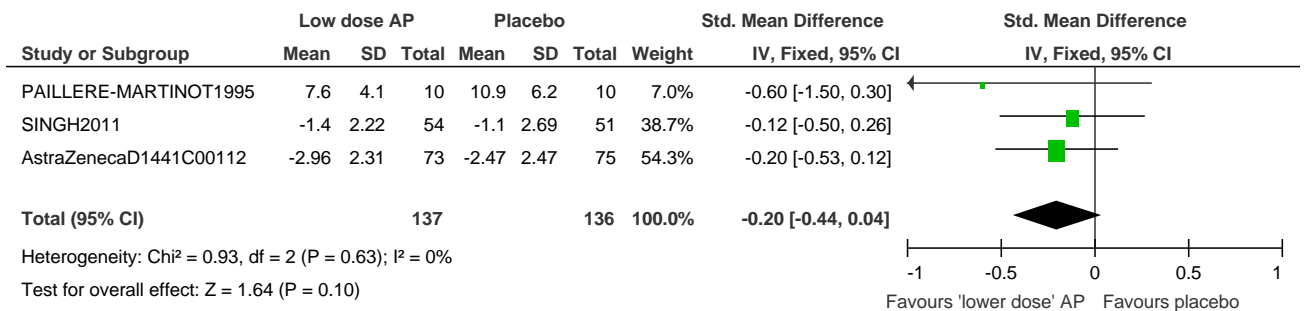 Low dose AP Placebo Std. Mean Difference Std. Mean Difference
Study or Subgroup Mean SD Total Mean SD Total Weight IV, Fixed, 95% CI IV, Fixed, 95% CI
PAILLERE-MARTINOT1995 7.6 4.1 10 10.9 6.2 10 7.0% -0.60 [-1.50, 0.30]
SINGH2011 -1.4 2.22 54 -1.1 2.69 51 38.7% -0.12 [-0.50, 0.26]
AstraZenecaD1441C00112 -2.96 2.31 73 -2.47 2.47 75 54.3% -0.20 [-0.53, 0.12]
Total (95% CI) 137 136 100.0% -0.20 [-0.44, 0.04]
Heterogeneity: Chi² = 0.93, df = 2 (P = 0.63); I² = 0%
Test for overall effect: Z = 1.64 (P = 0.10)
-1 -0.5 0 0.5 1
Favours 'lower dose' AP Favours placebo